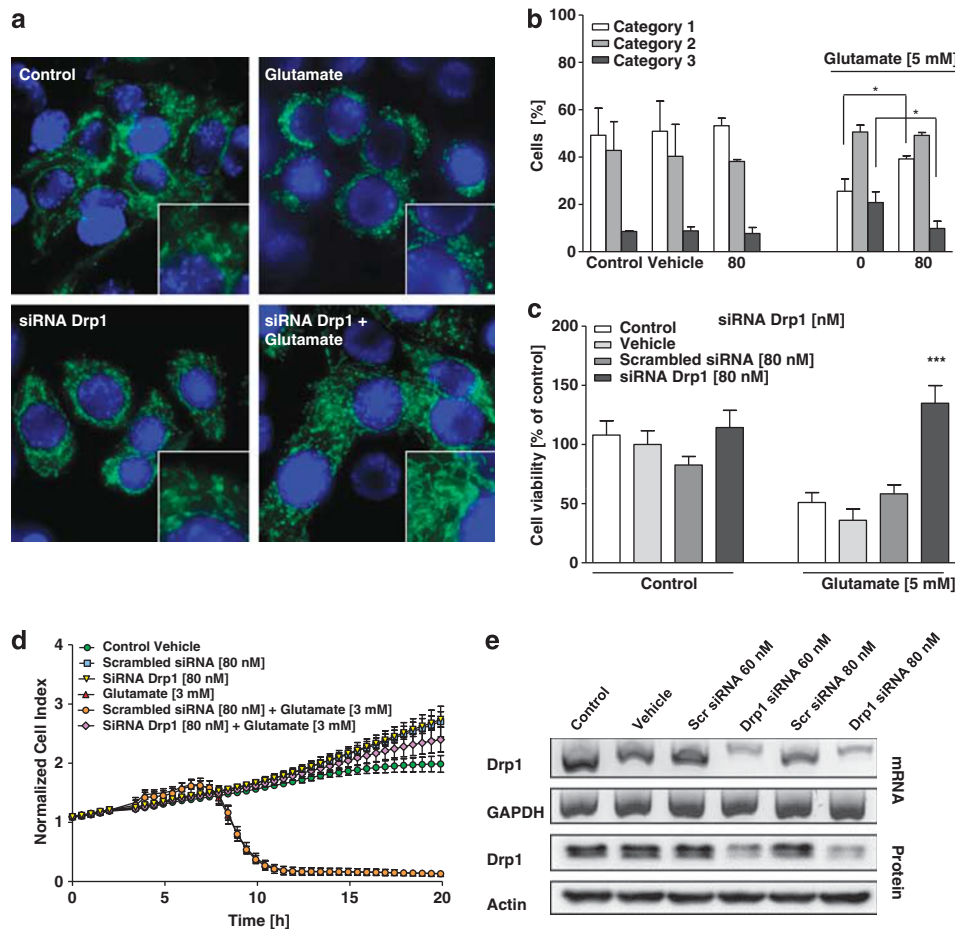 a
Control
Glutamate
siRNA Drp1
siRNA Drp1 +
Glutamate
b
Category 1
Category 2
Category 3
Glutamate [5 mM]
*
*
Cells [%]
100
80
60
40
20
0
Control Vehicle 80 0 80
siRNA Drp1 [nM]
c
Control
Vehicle
Scrambled siRNA [80 nM]
siRNA Drp1 [80 nM]
***
Cell viability [% of control]
200
150
100
50
0
Control
Glutamate [5 mM]
d
Control Vehicle
Scrambled siRNA [80 nM]
SiRNA Drp1 [80 nM]
Glutamate [3 mM]
Scrambled siRNA [80 nM] + Glutamate [3 mM]
SiRNA Drp1 [80 nM] + Glutamate [3 mM]
Normalized Cell Index
4
3
2
1
0
0 5 10 15 20
Time [h]
e
Control
Vehicle
Scr siRNA 60 nM
Drp1 siRNA 60 nM
Scr siRNA 80 nM
Drp1 siRNA 80 nM
Drp1
GAPDH
mRNA
Drp1
Actin
Protein